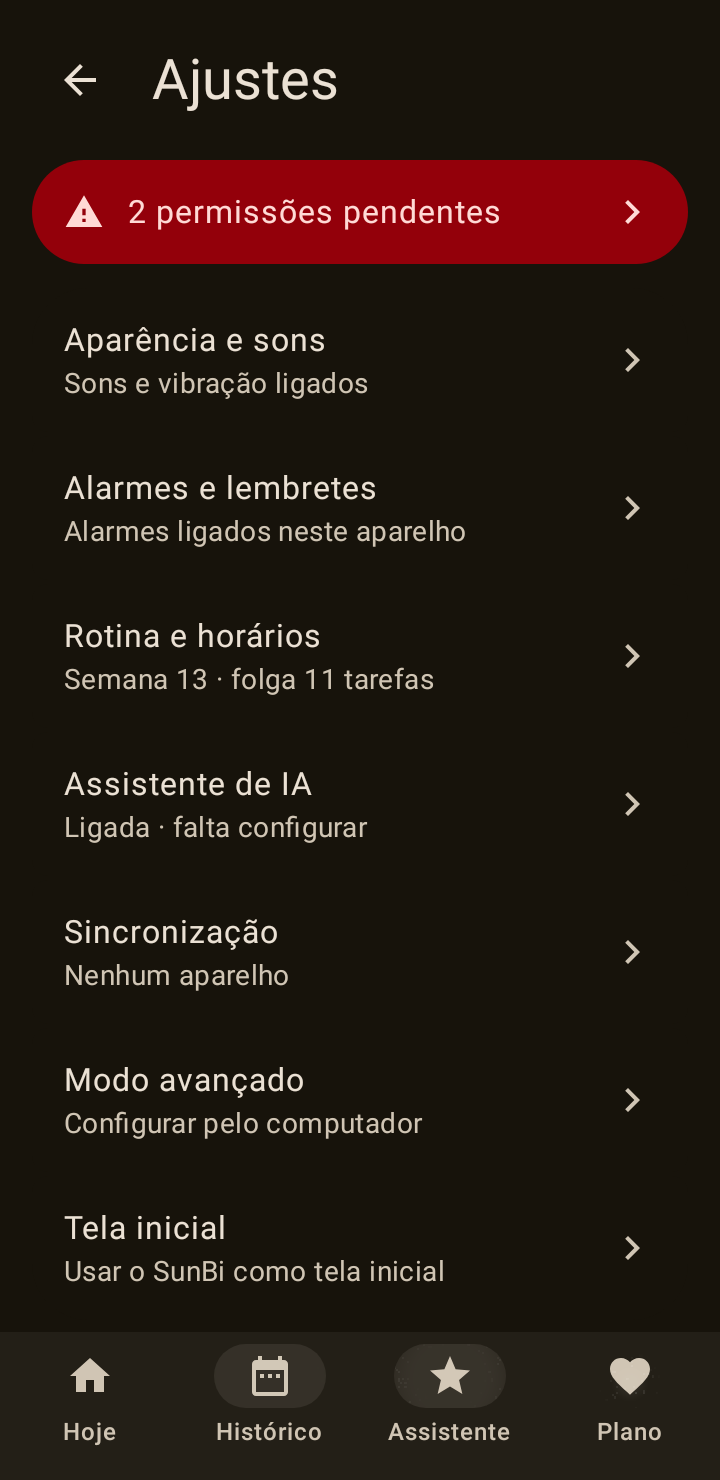 Ajustes
2 permissões pendentes
Aparência e sons
Sons e vibração ligados
Alarmes e lembretes
Alarmes ligados neste aparelho
Rotina e horários
Semana 13 · folga 11 tarefas
Assistente de IA
Ligada · falta configurar
Sincronização
Nenhum aparelho
Modo avançado
Configurar pelo computador
Tela inicial
Usar o SunBi como tela inicial
Hoje
Histórico
Assistente
Plano